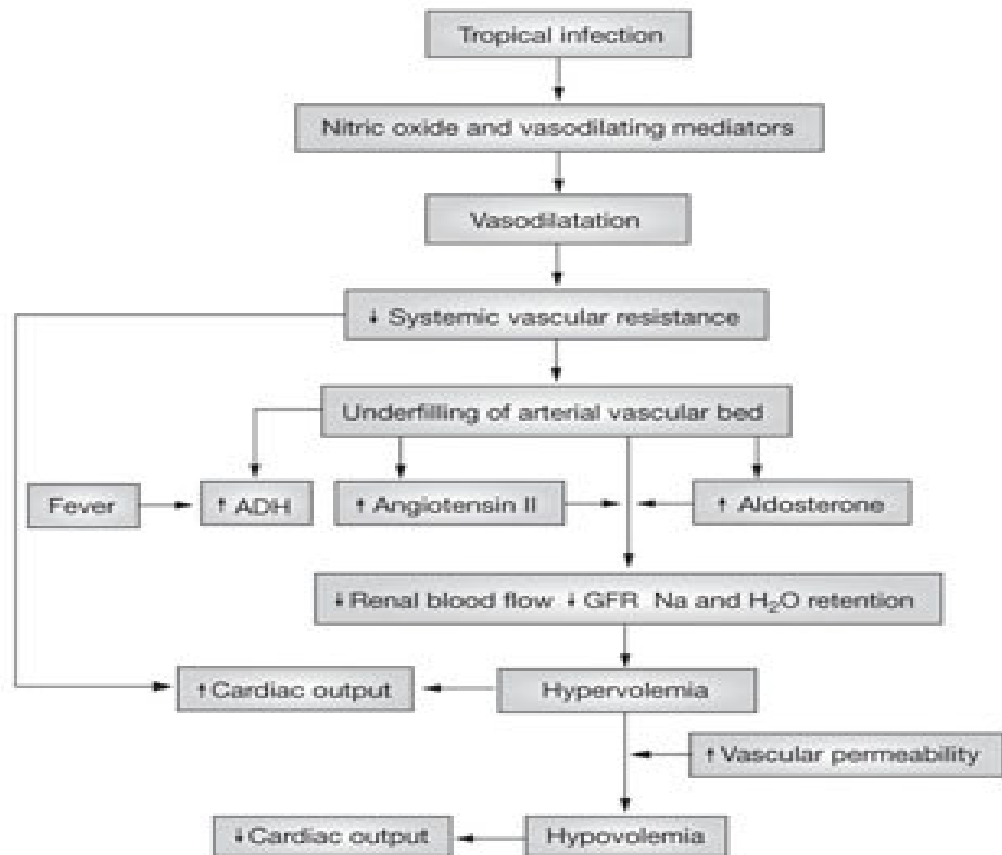 Tropical infection
Nitric oxide and vasodilating mediators
Vasodilatation
↓ Systemic vascular resistance
Underfilling of arterial vascular bed
Fever
↑ ADH
↑ Angiotensin II
↑ Aldosterone
↓ Renal blood flow ↓ GFR Na and H₂O retention
↑ Cardiac output
Hypervolemia
↑ Vascular permeability
↓ Cardiac output
Hypovolemia